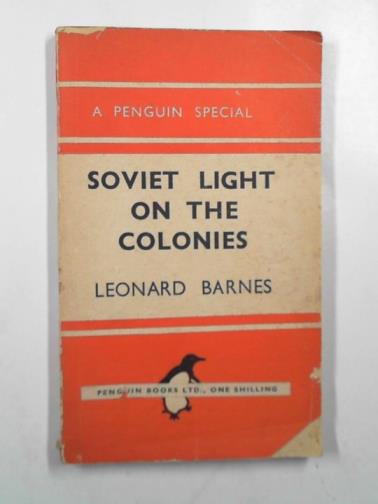 A PENGUIN SPECIAL
SOVIET LIGHT
ON THE
COLONIES
LEONARD BARNES
PENGUIN BOOKS LTD., ONE SHILLING